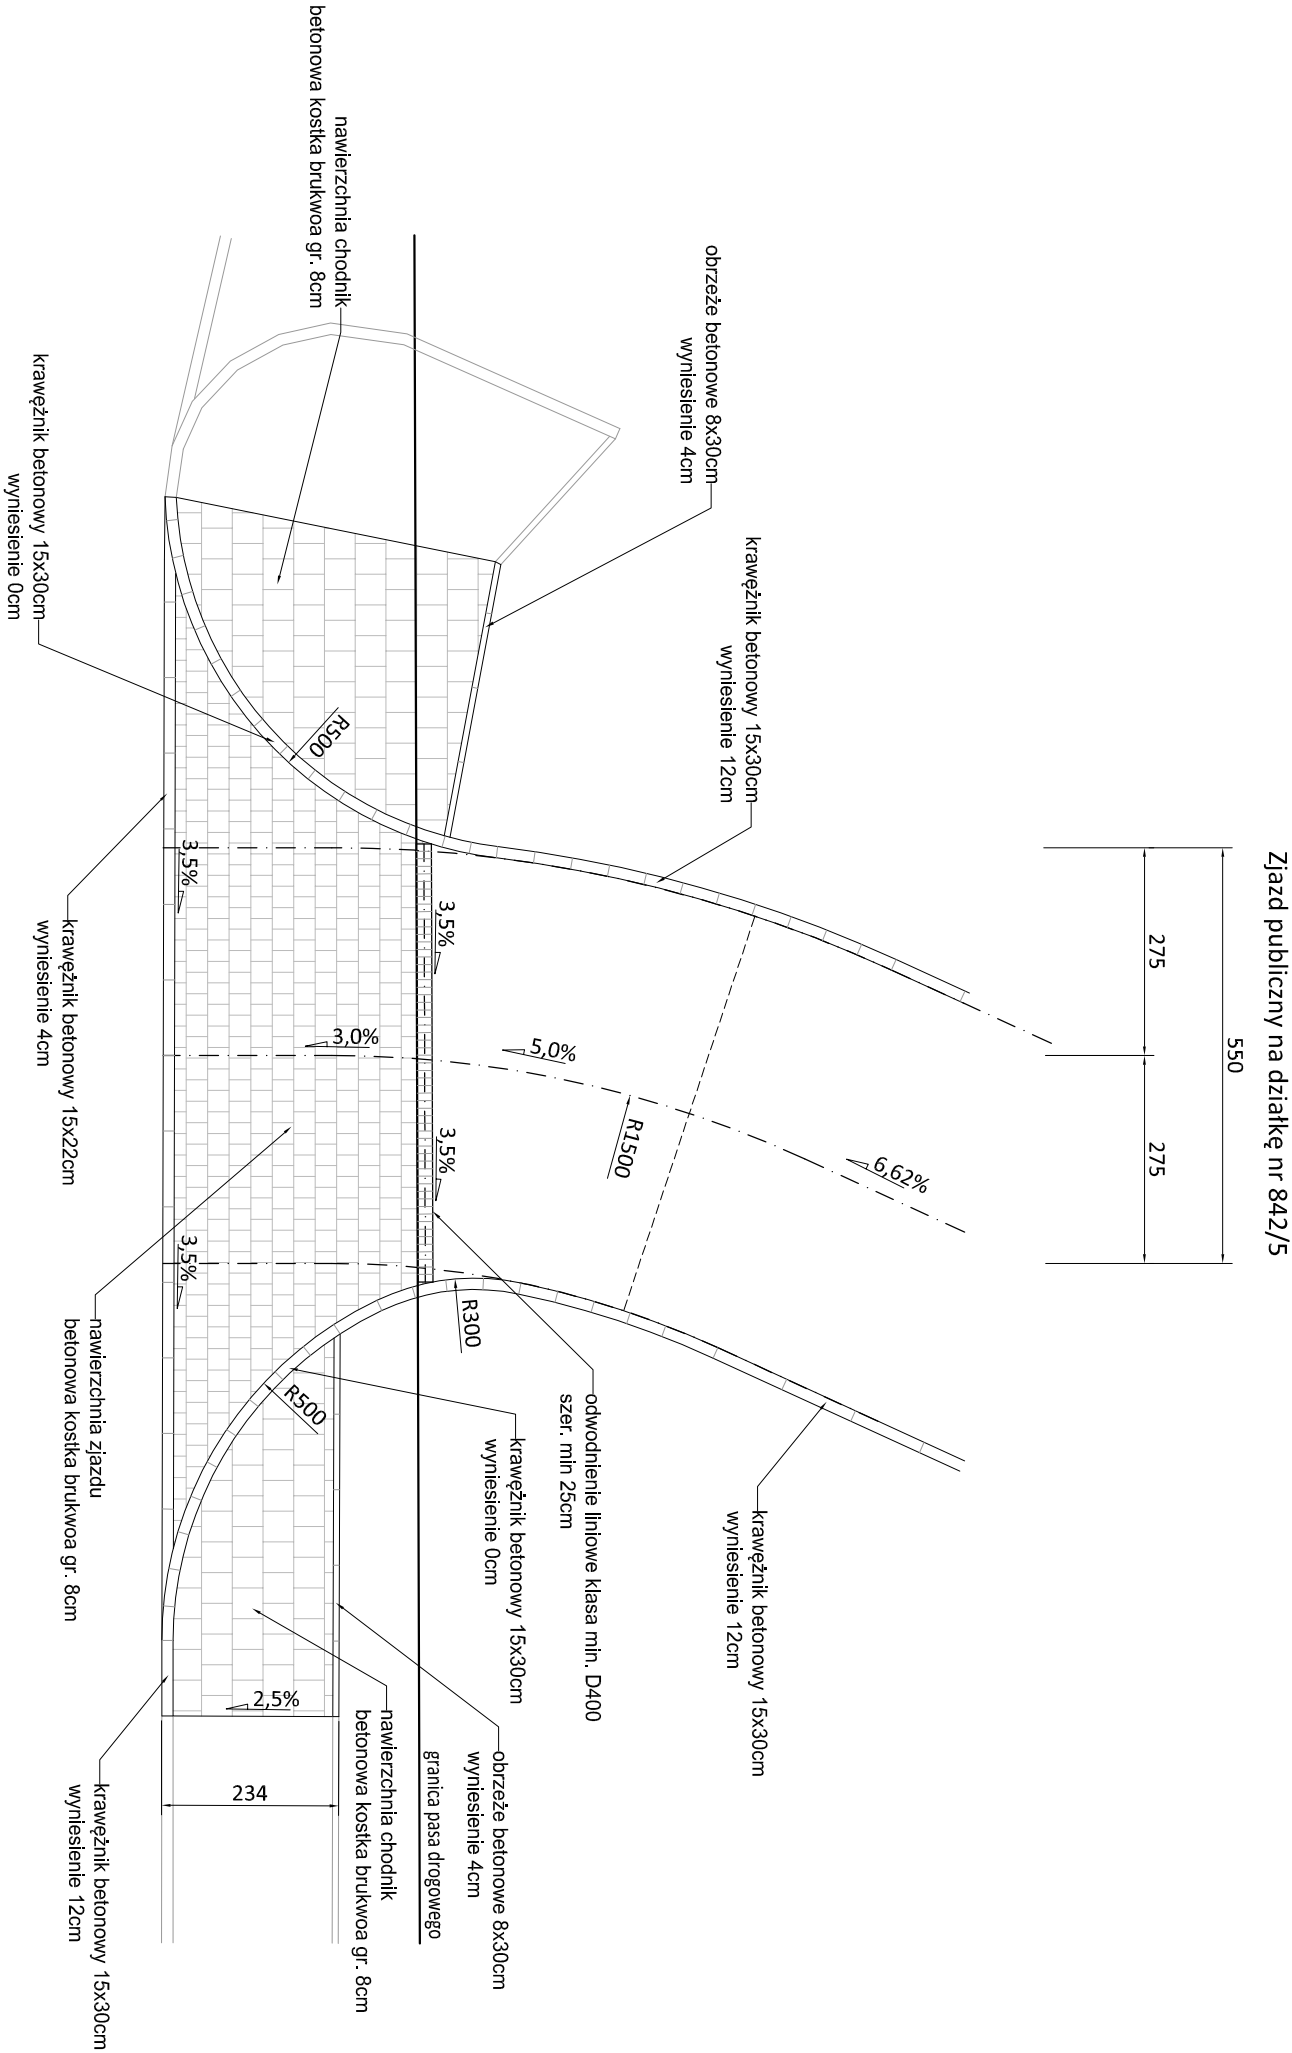 Zjazd publiczny na działkę nr 842/5
550
275
275
krawężnik betonowy 15x30cm
wyniesienie 12cm
obrzeże betonowe 8x30cm
wyniesienie 4cm
nawierzchnia chodnik
betonowa kostka brukwoa gr. 8cm
krawężnik betonowy 15x30cm
wyniesienie 0cm
R500
3,5%
3,5%
3,0%
5,0%
R1500
6,62%
3,5%
3,5%
R300
R500
krawężnik betonowy 15x30cm
wyniesienie 12cm
odwodnienie liniowe klasa min. D400
szer. min 25cm
krawężnik betonowy 15x30cm
wyniesienie 0cm
obrzeże betonowe 8x30cm
wyniesienie 4cm
granica pasa drogowego
nawierzchnia chodnik
betonowa kostka brukwoa gr. 8cm
2,5%
234
krawężnik betonowy 15x22cm
wyniesienie 4cm
nawierzchnia zjazdu
betonowa kostka brukwoa gr. 8cm
krawężnik betonowy 15x30cm
wyniesienie 12cm